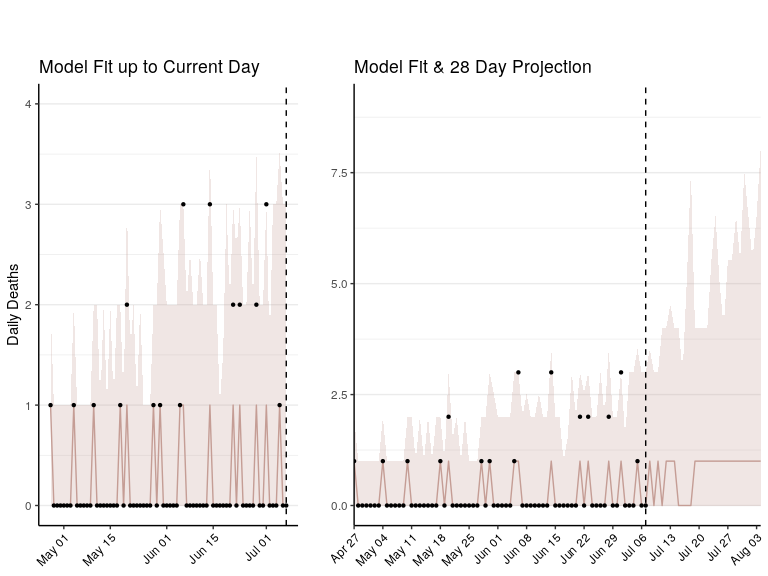 Model Fit up to Current Day
Model Fit & 28 Day Projection
Daily Deaths
4
3
2
1
0
May 01
May 15
Jun 01
Jun 15
Jul 01
7.5
5.0
2.5
0.0
Apr 27
May 04
May 11
May 18
May 25
Jun 01
Jun 08
Jun 15
Jun 22
Jun 29
Jul 06
Jul 13
Jul 20
Jul 27
Aug 03